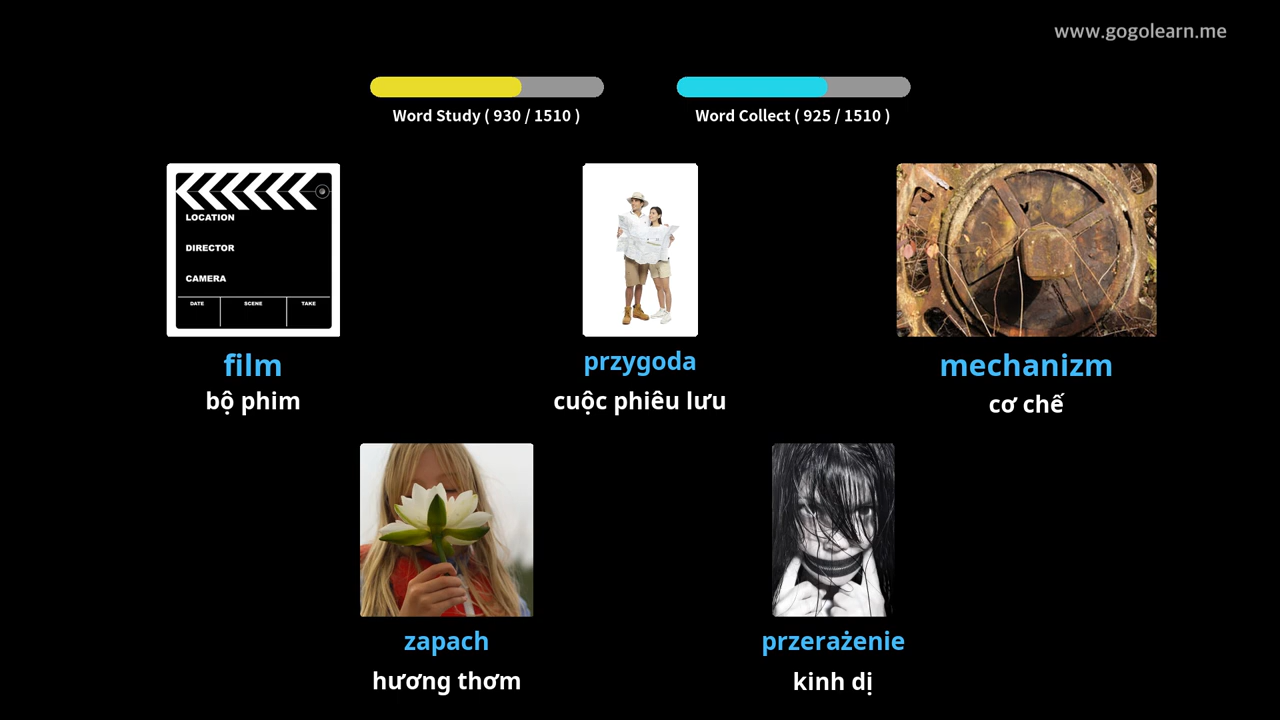 www.gogolearn.me
Word Study ( 930 / 1510 )
Word Collect ( 925 / 1510 )
LOCATION
DIRECTOR
CAMERA
DATE SCENE TAKE
film
bộ phim
przygoda
cuộc phiêu lưu
mechanizm
cơ chế
zapach
hương thơm
przerażenie
kinh dị